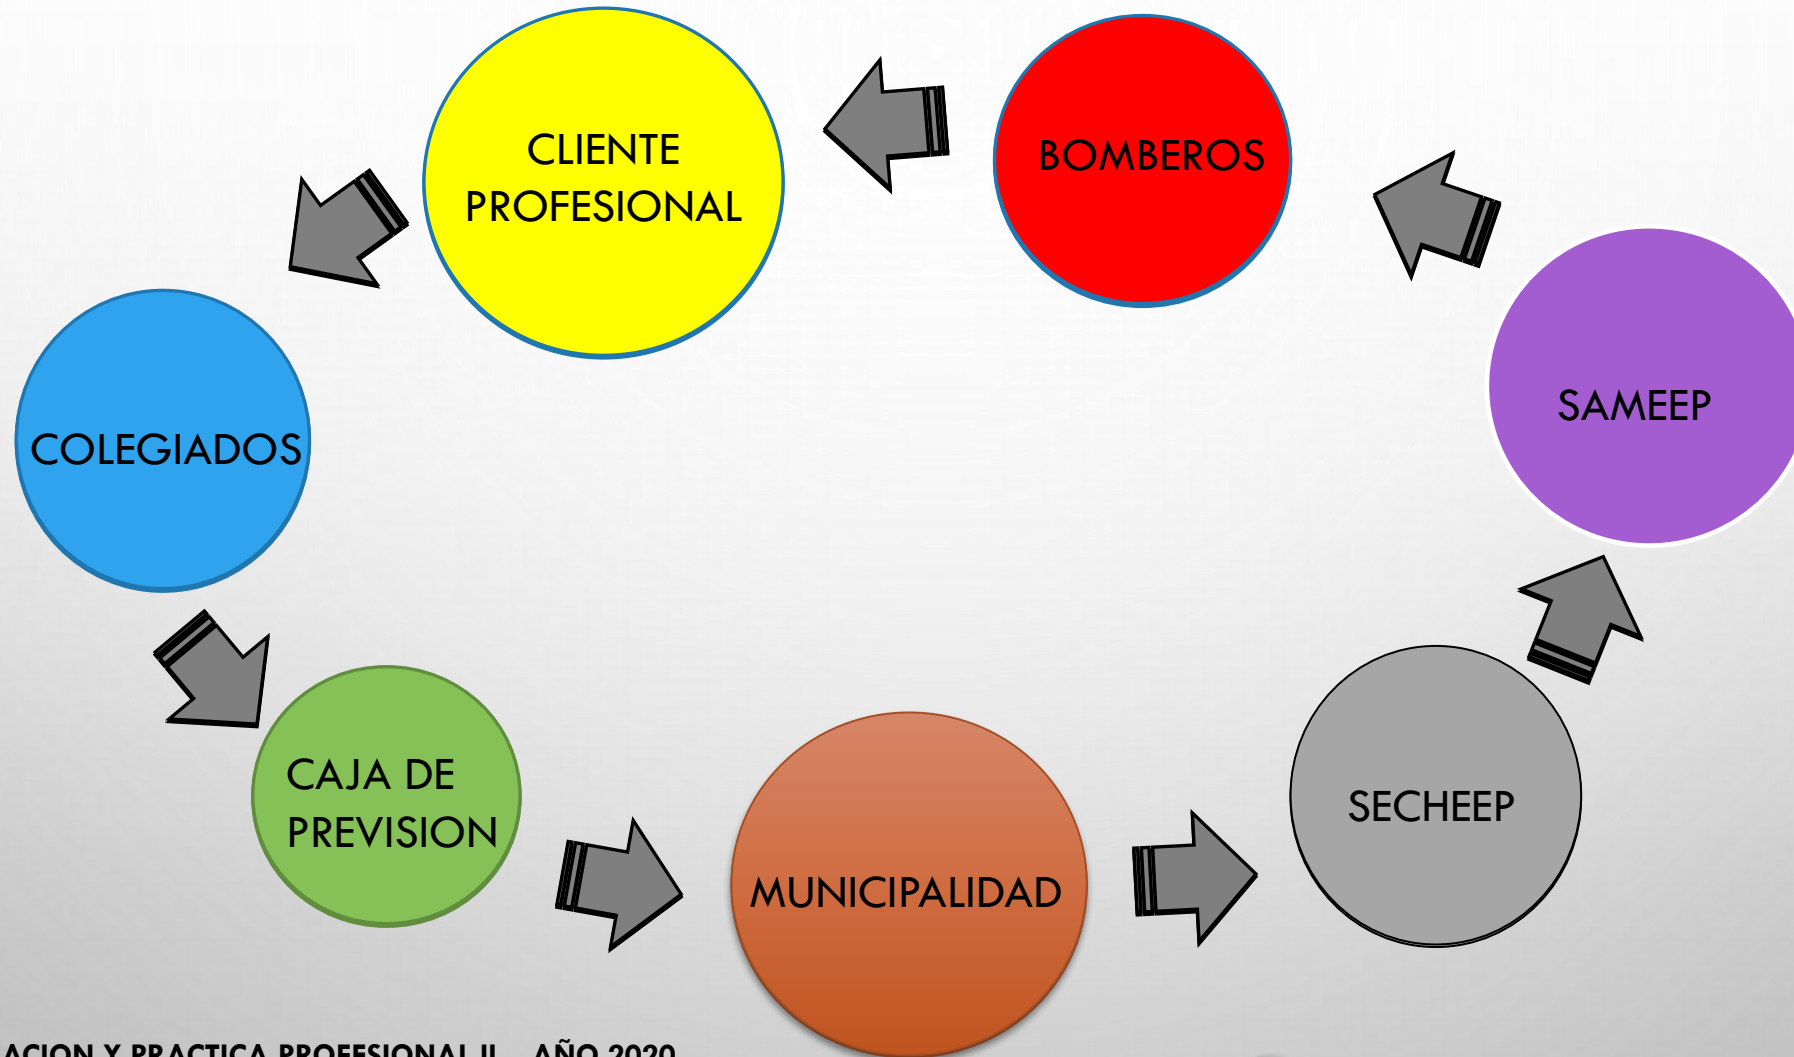 CLIENTE
PROFESIONAL
BOMBEROS
SAMEEP
COLEGIADOS
CAJA DE
PREVISION
MUNICIPALIDAD
SECHEEP
PRACTICA PROFESIONAL II AÑO 2020